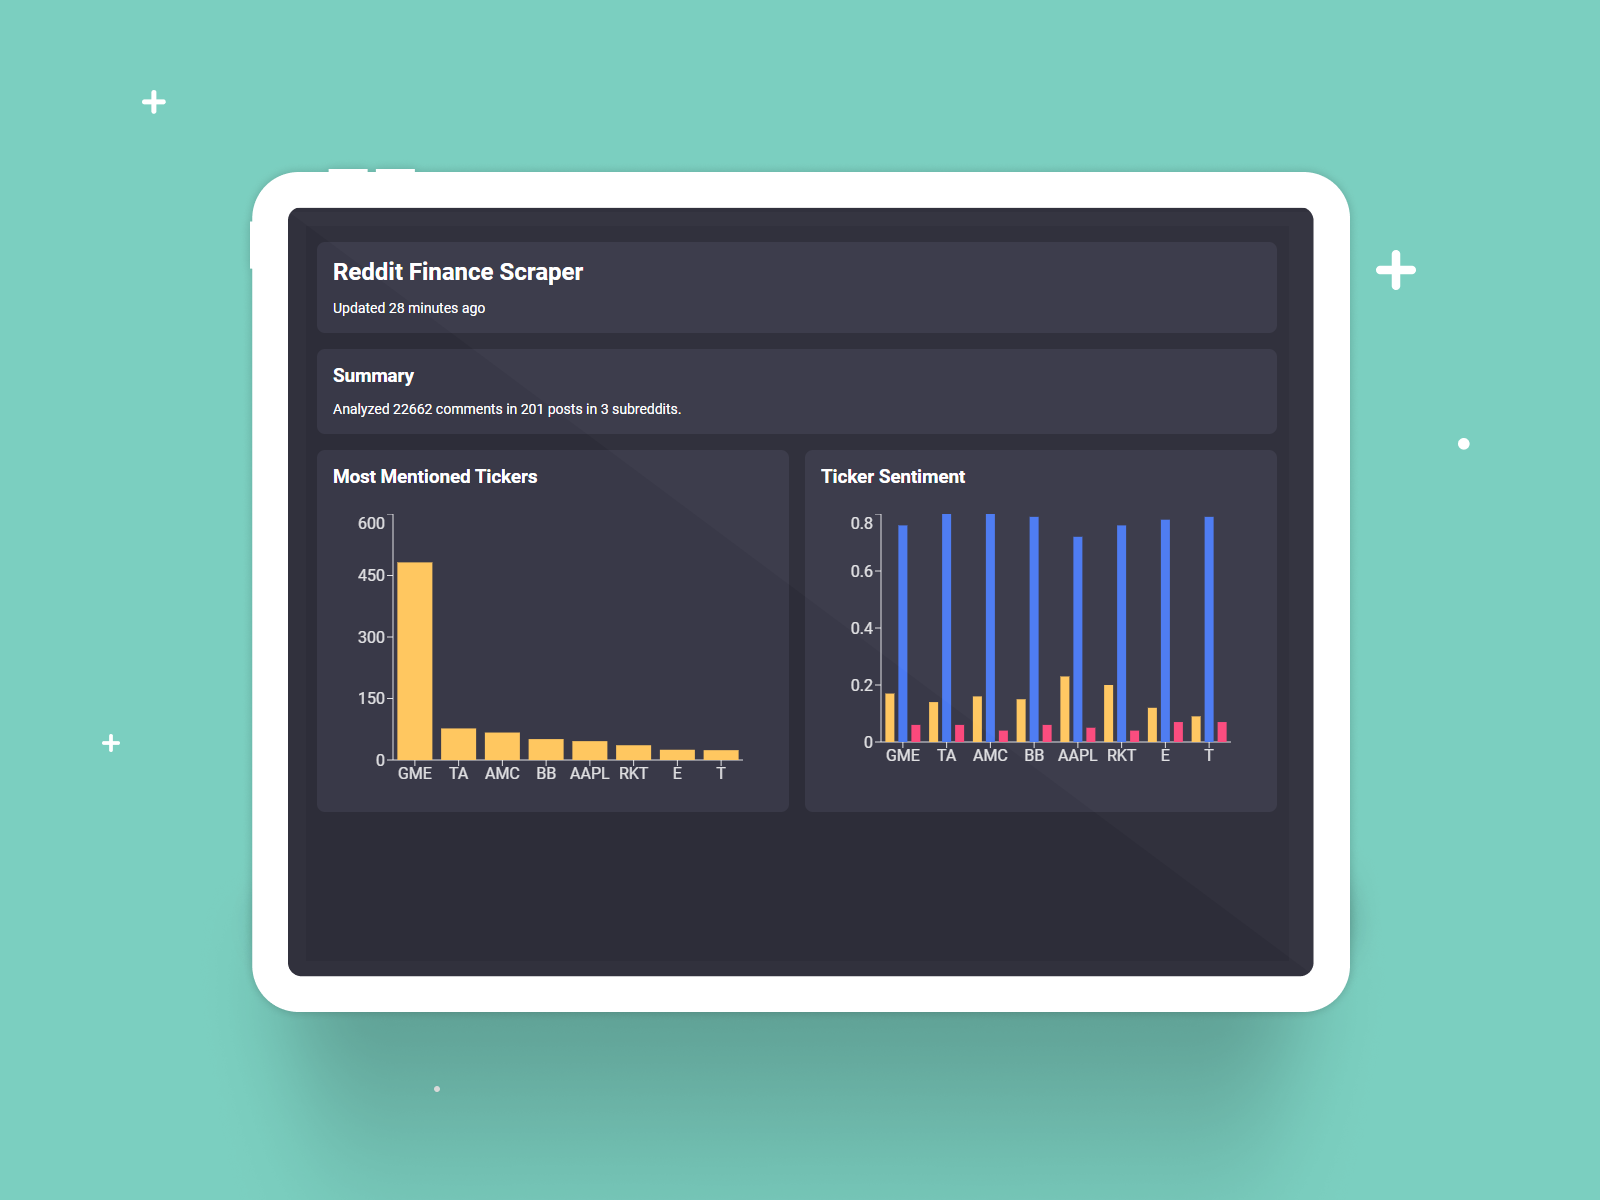 Reddit Finance Scraper
Updated 28 minutes ago
Summary
Analyzed 22662 comments in 201 posts in 3 subreddits.
Most Mentioned Tickers
600
450
300
150
0
GME TA AMC BB AAPL RKT E T
Ticker Sentiment
0.8
0.6
0.4
0.2
0
GME TA AMC BB AAPL RKT E T